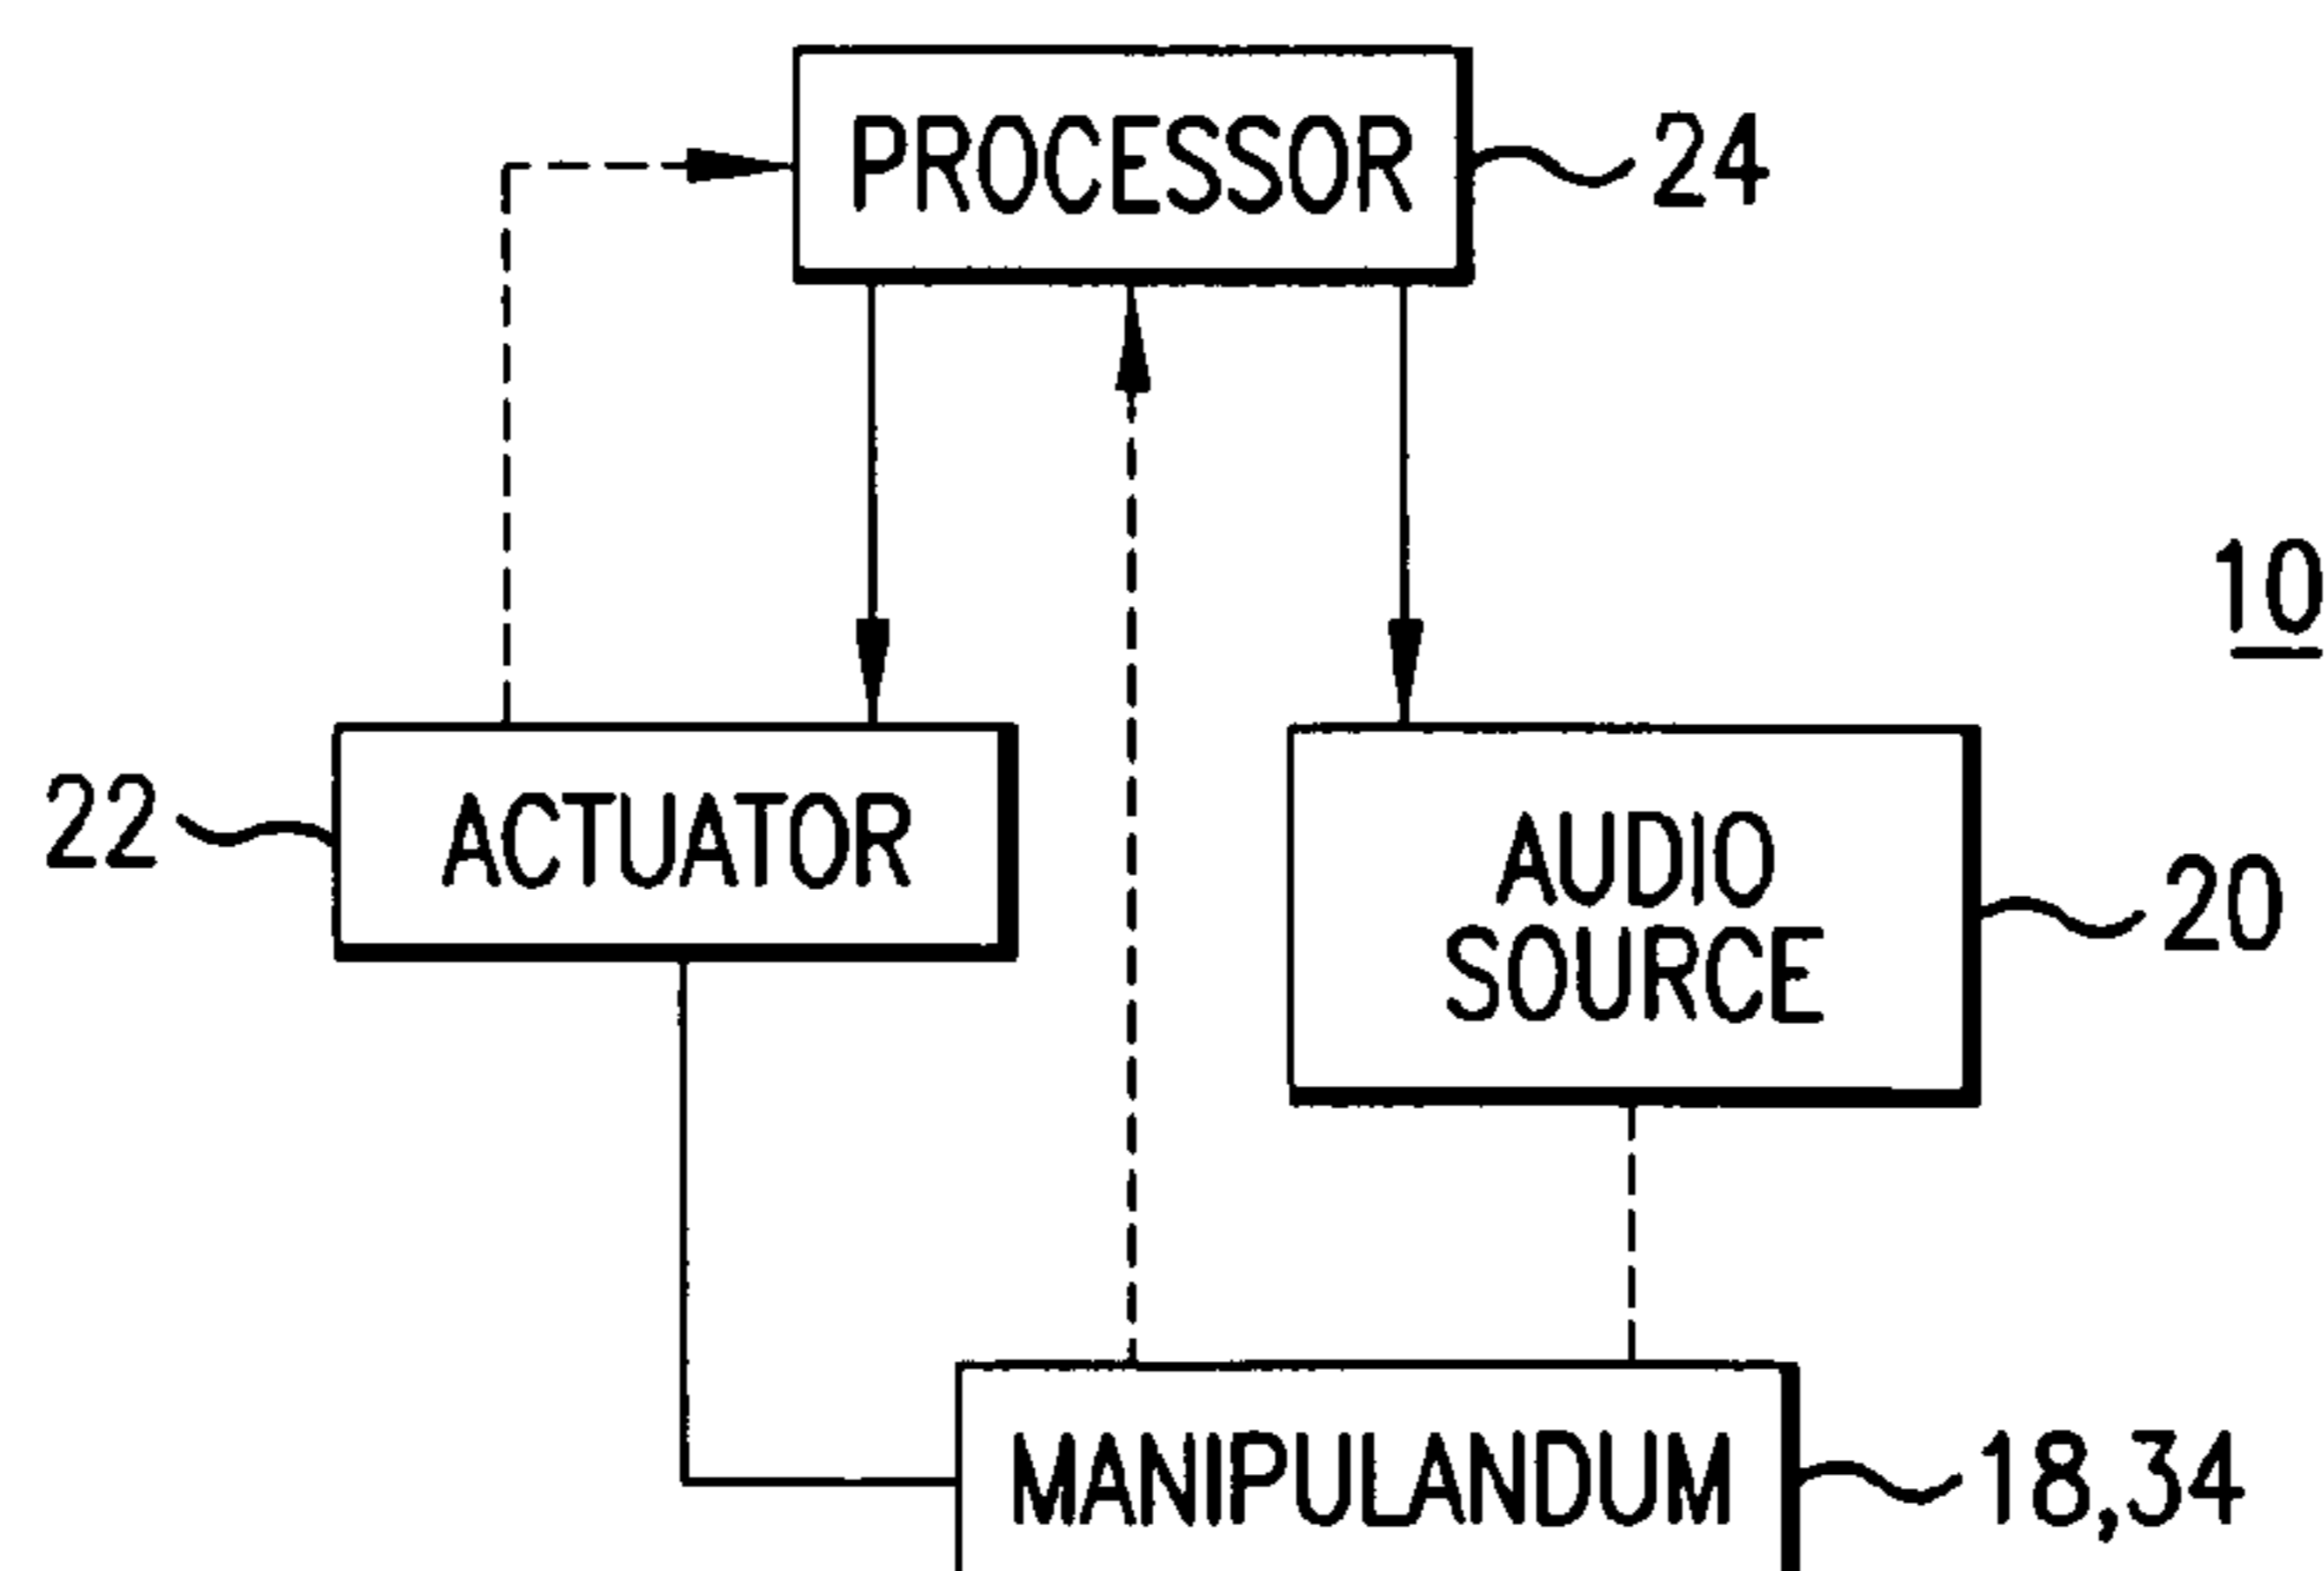 PROCESSOR
24
10
22
ACTUATOR
AUDIO
SOURCE
20
MANIPULANDUM
18,34